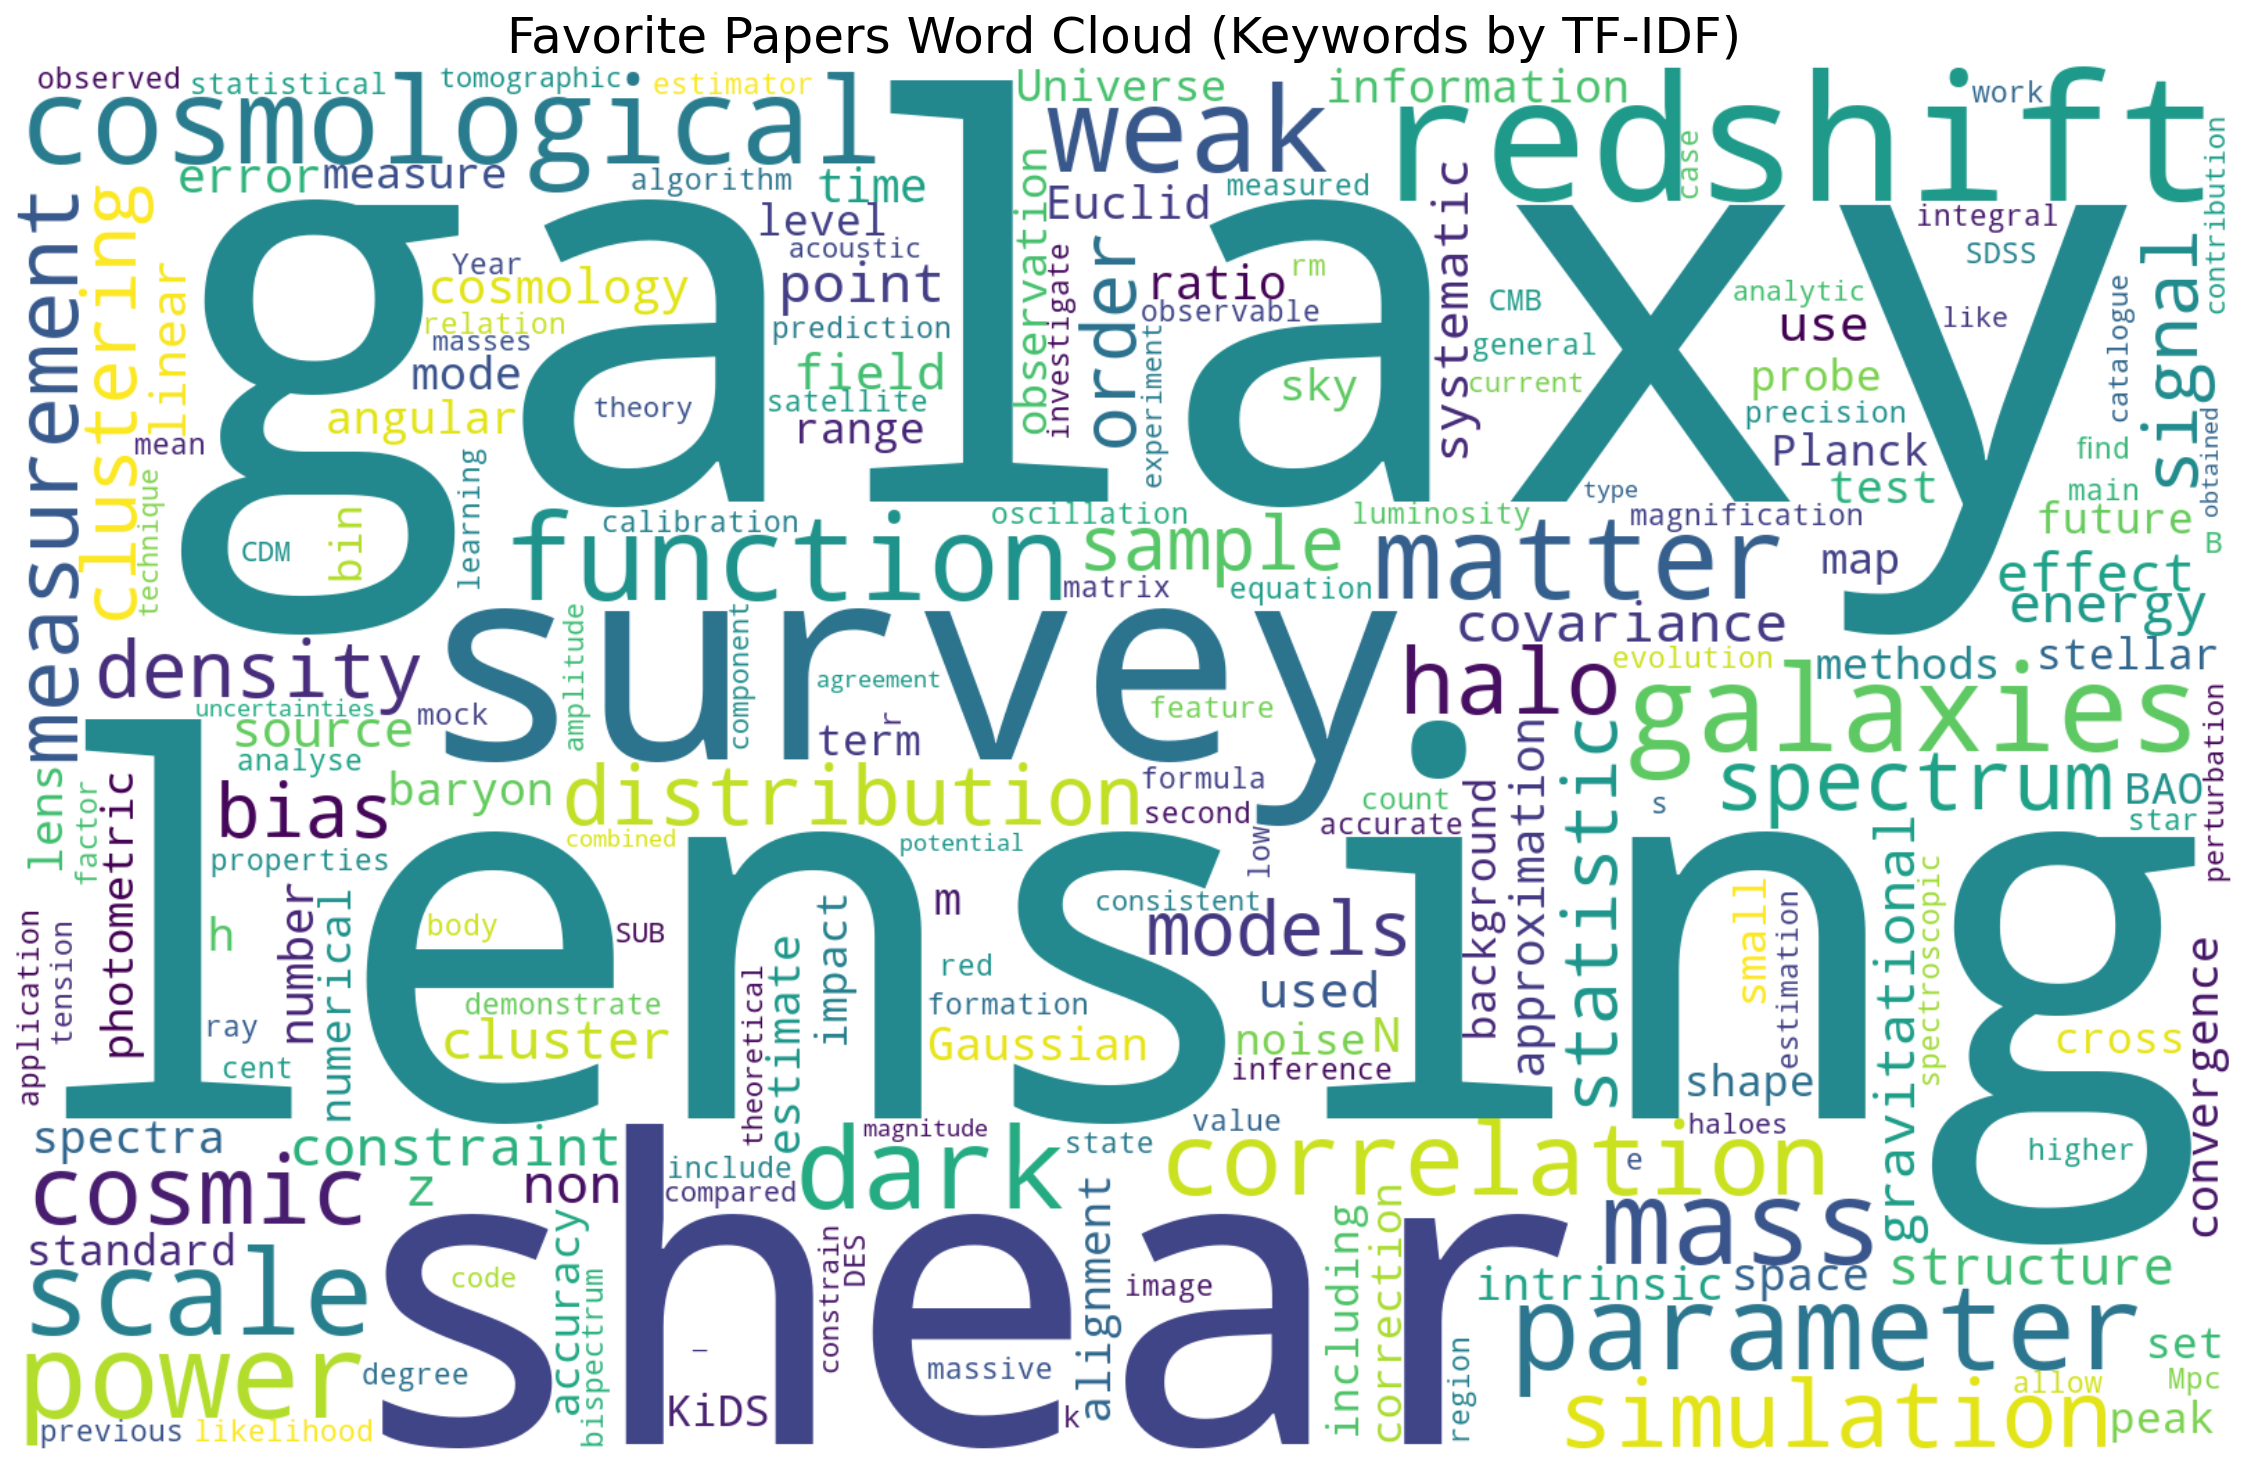 Favorite Papers Word Cloud (Keywords by TF-IDF)
observed
statistical
tomographic
estimator
Universe
information
work
cosmological
weak
redshift
case
contribution
error
measure
algorithm
time
Euclid
measured
systematic
integral
SDSS
measurement
clustering
linear
galaxy
level
acoustic
point
observation
investigate
order
ratio
rm
observable
CMB
analytic
use
like
catalogue
signal
Year
cosmology
relation
masses
mode
prediction
field
satellite
range
theory
angular
mean
experiment
general
current
sky
probe
precision
Planck
find
obtained
technique
learning
bin
CDM
calibration
oscillation
luminosity
type
magnification
test
main
future
B
function
sample
matter
map
matrix
equation
effect
energy
covariance
density
survey
amplitude
component
agreement
feature
halo
evolution
methods
stellar
galaxies
perturbation
uncertainties
source
mock
term
analyse
bias
baryon
distribution
formula
second
count
accurate
background
approximation
statistic
spectrum
s
BAO
star
lens
factor
photometric
properties
combined
potential
low
lensing
application
tension
h
number
numerical
body
SUB
impact
m
consistent
models
small
estimation
gravitational
spectroscopic
convergence
ray
cent
demonstrate
cluster
theoretical
estimate
red
formation
Gaussian
used
noise
N
inference
shape
cross
haloes
higher
spectra
constraint
magnitude
state
value
cosmic
z
non
include
compared
dark
correlation
e
mass
standard
scale
code
accuracy
bispectrum
shear
constrain
DES
alignment
image
including
correction
intrinsic
space
structure
power
degree
_
massive
KiDS
k
region
parameter
set
allow
Mpc
previous
likelihood
simulation
peak